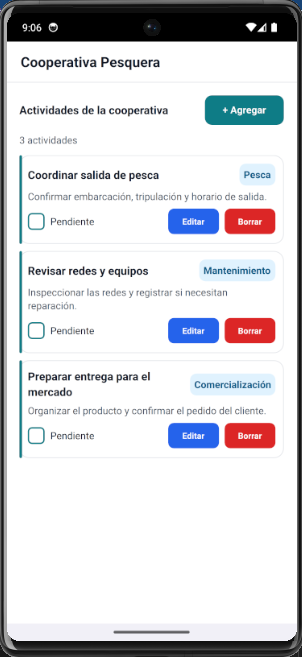 9:06
Cooperativa Pesquera
Actividades de la cooperativa
+ Agregar
3 actividades
Coordinar salida de pesca
Pesca
Confirmar embarcación, tripulación y horario de salida.
Pendiente
Editar
Borrar
Revisar redes y equipos
Mantenimiento
Inspeccionar las redes y registrar si necesitan
reparación.
Pendiente
Editar
Borrar
Preparar entrega para el
mercado
Comercialización
Organizar el producto y confirmar el pedido del cliente.
Pendiente
Editar
Borrar